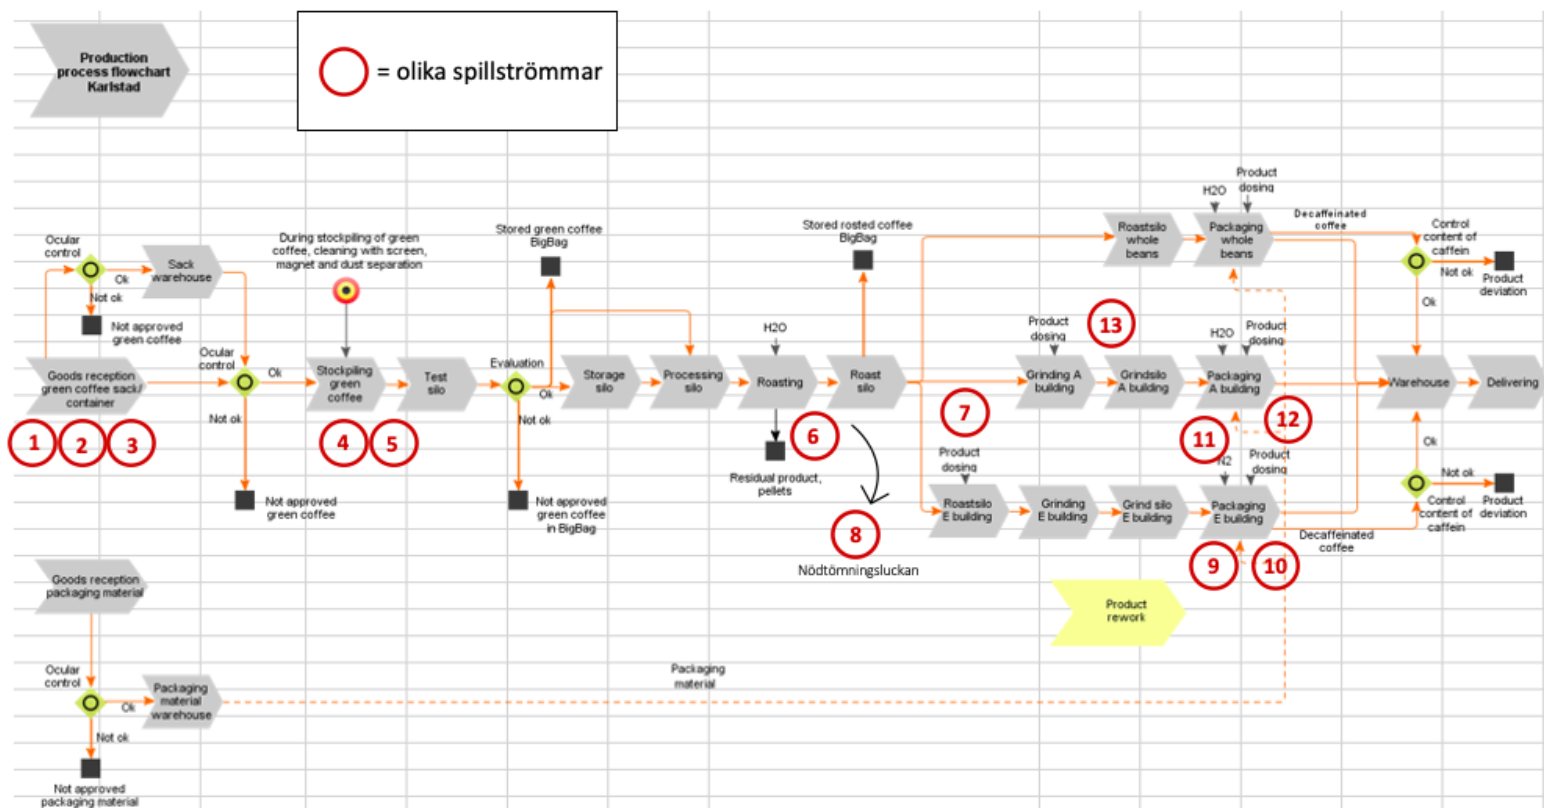 Production
process flowchart
Karlstad
= olika spillströmmar
Ocular
control
Ok
Not ok
Sack
warehouse
Not approved
green coffee
Goods reception
green coffee sack/
container
1
2
3
Ocular
control
Ok
Not ok
Not approved
green coffee
During stockpiling of green
coffee, cleaning with screen,
magnet and dust separation
Stockpiling
green
coffee
4
5
Test
silo
Evaluation
Ok
Not ok
Stored green coffee
BigBag
Not approved
green coffee
in BigBag
Storage
silo
Processing
silo
H2O
Roasting
6
Residual product,
pellets
Stored rosted coffee
BigBag
Roast
silo
8
Nödtömningsluckan
7
Roastsilo
whole
beans
H2O
Product
dosing
Packaging
whole
beans
Decaffeinated
coffee
Control
content of
caffein
Not ok
Ok
Product
deviation
Product
dosing
13
Grinding A
building
Grindsilo
A building
H2O
Product
dosing
Packaging
A building
11
12
Warehouse
Delivering
Product
dosing
Roastsilo
E building
Grinding
E building
Grind silo
E building
N2
Product
dosing
Packaging
E building
9
10
Decaffeinated
coffee
Ok
Not ok
Control
content of
caffein
Product
deviation
Product
rework
Goods reception
packaging material
Ocular
control
Ok
Not ok
Packaging
material
warehouse
Packaging
material
Not approved
packaging material